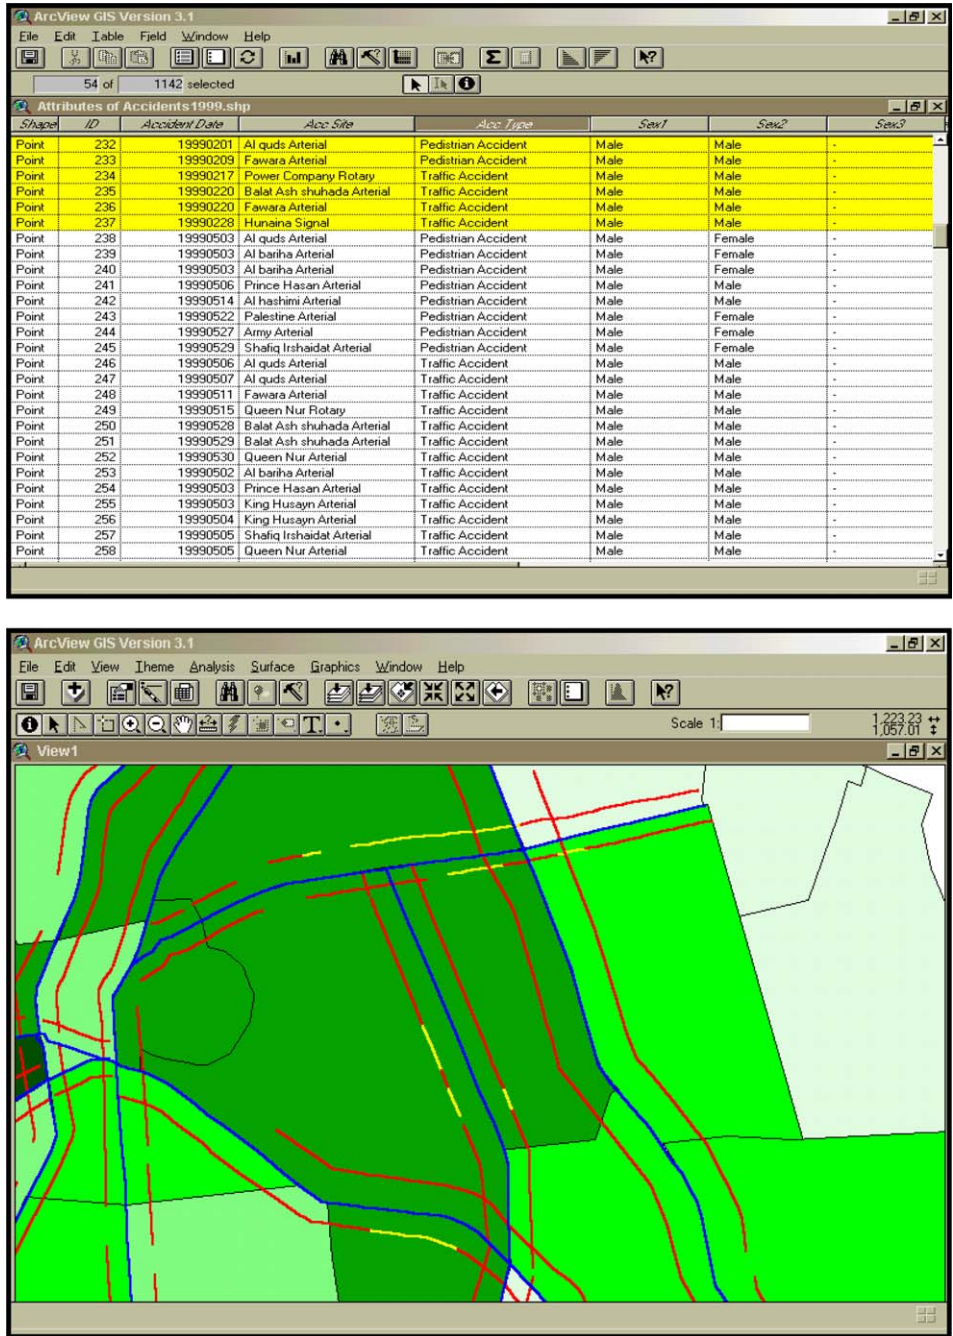 ArcView GIS Version 3.1
File Edit Table Field Window Help
54 of 1142 selected
Attributes of Accidents1999.shp
Shape ID Accident Date Acc Site Acc Type Sex1 Sex2 Sex3
Point 232 19990201 Al quds Arterial Pedistrian Accident Male Male -
Point 233 19990209 Fawara Arterial Pedistrian Accident Male Male -
Point 234 19990217 Power Company Rotary Traffic Accident Male Male -
Point 235 19990220 Balat Ash shuhada Arterial Traffic Accident Male Male -
Point 236 19990220 Fawara Arterial Traffic Accident Male Male -
Point 237 19990228 Hunaina Signal Traffic Accident Male Male -
Point 238 19990503 Al quds Arterial Pedistrian Accident Male Female -
Point 239 19990503 Al bariha Arterial Pedistrian Accident Male Female -
Point 240 19990503 Al bariha Arterial Pedistrian Accident Male Female -
Point 241 19990506 Prince Hasan Arterial Pedistrian Accident Male Female -
Point 242 19990514 Al hashimi Arterial Pedistrian Accident Male Male -
Point 243 19990522 Palestine Arterial Pedistrian Accident Male Female -
Point 244 19990527 Army Arterial Pedistrian Accident Male Female -
Point 245 19990529 Shafiq Irshaidat Arterial Pedistrian Accident Male Female -
Point 246 19990506 Al quds Arterial Traffic Accident Male Male -
Point 247 19990507 Al quds Arterial Traffic Accident Male Male -
Point 248 19990511 Fawara Arterial Traffic Accident Male Male -
Point 249 19990515 Queen Nur Rotary Traffic Accident Male Male -
Point 250 19990528 Balat Ash shuhada Arterial Traffic Accident Male Male -
Point 251 19990529 Balat Ash shuhada Arterial Traffic Accident Male Male -
Point 252 19990530 Queen Nur Arterial Traffic Accident Male Male -
Point 253 19990502 Al bariha Arterial Traffic Accident Male Male -
Point 254 19990503 Prince Hasan Arterial Traffic Accident Male Male -
Point 255 19990503 King Husayn Arterial Traffic Accident Male Male -
Point 256 19990504 King Husayn Arterial Traffic Accident Male Male -
Point 257 19990505 Shafiq Irshaidat Arterial Traffic Accident Male Male -
Point 258 19990505 Queen Nur Arterial Traffic Accident Male Male -
ArcView GIS Version 3.1
File Edit View Theme Analysis Surface Graphics Window Help
Scale 1: 1,223.23
1,057.01
View1